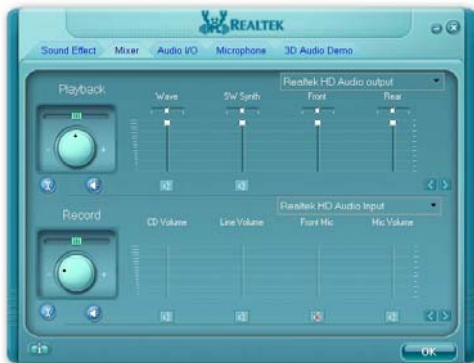 REALTEK
Sound Effect Mixer Audio I/O Microphone 3D Audio Demo
Playback
Realtek HD Audio output
Wave SW Synth Front Rear
Record
Realtek HD Audio Input
CD Volume Line Volume Front Mic Mic Volume
OK